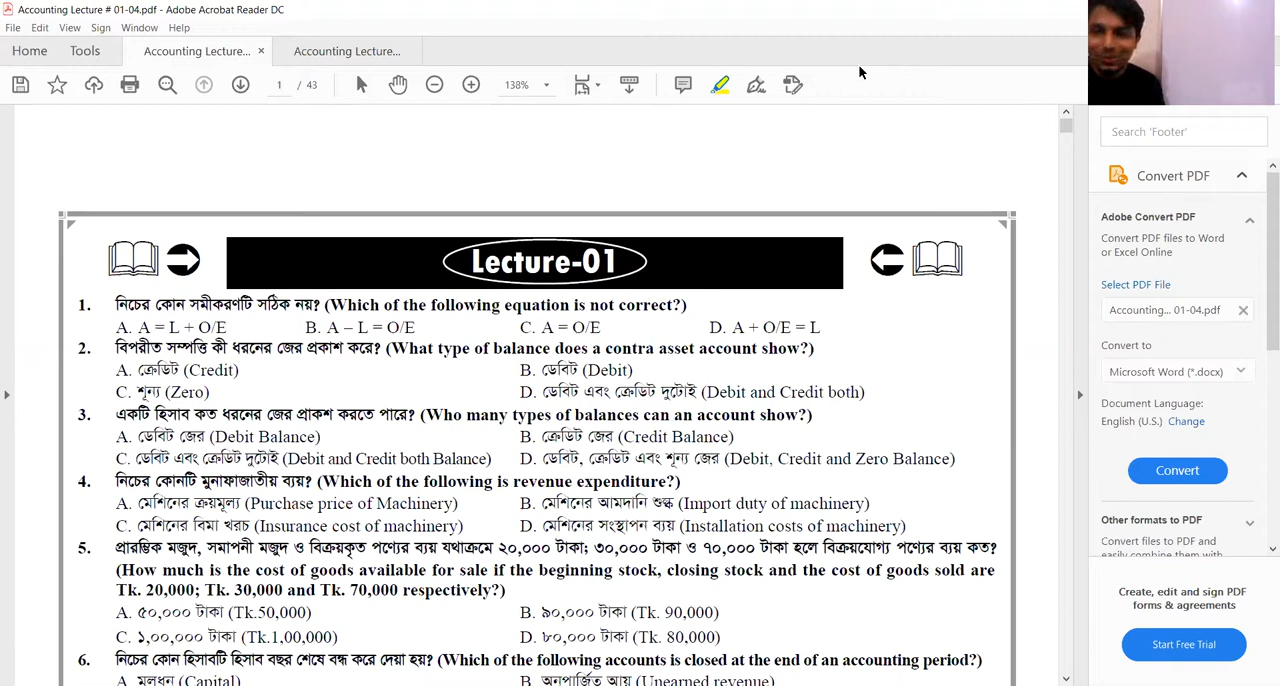 Accounting Lecture # 01-04.pdf - Adobe Acrobat Reader DC
File Edit View Sign Window Help
Home Tools Accounting Lecture... × Accounting Lecture...
1 / 43 138%
Search 'Footer'
Convert PDF
Adobe Convert PDF
Convert PDF files to Word
or Excel Online
Select PDF File
Accounting... 01-04.pdf
Convert to
Microsoft Word (*.docx)
Document Language:
English (U.S.) Change
Convert
Other formats to PDF
Convert files to PDF and
easily combine them with
Create, edit and sign PDF
forms & agreements
Start Free Trial
Lecture-01
1. নিচের কোন সমীকরণটি সঠিক নয়? (Which of the following equation is not correct?)
A. A = L + O/E B. A – L = O/E C. A = O/E D. A + O/E = L
2. বিপরীত সম্পত্তি কী ধরনের জের প্রকাশ করে? (What type of balance does a contra asset account show?)
A. ক্রেডিট (Credit) B. ডেবিট (Debit)
C. শূন্য (Zero) D. ডেবিট এবং ক্রেডিট দুটোই (Debit and Credit both)
3. একটি হিসাব কত ধরনের জের প্রকাশ করতে পারে? (Who many types of balances can an account show?)
A. ডেবিট জের (Debit Balance) B. ক্রেডিট জের (Credit Balance)
C. ডেবিট এবং ক্রেডিট দুটোই (Debit and Credit both Balance) D. ডেবিট, ক্রেডিট এবং শূন্য জের (Debit, Credit and Zero Balance)
4. নিচের কোনটি মুনাফাজাতীয় ব্যয়? (Which of the following is revenue expenditure?)
A. মেশিনের ক্রয়মূল্য (Purchase price of Machinery) B. মেশিনের আমদানি শুল্ক (Import duty of machinery)
C. মেশিনের বিমা খরচ (Insurance cost of machinery) D. মেশিনের সংস্থাপন ব্যয় (Installation costs of machinery)
5. প্রারম্ভিক মজুদ, সমাপনী মজুদ ও বিক্রয়কৃত পণ্যের ব্যয় যথাক্রমে ২০,০০০ টাকা; ৩০,০০০ টাকা ও ৭০,০০০ টাকা হলে বিক্রয়যোগ্য পণ্যের ব্যয় কত?
(How much is the cost of goods available for sale if the beginning stock, closing stock and the cost of goods sold are
Tk. 20,000; Tk. 30,000 and Tk. 70,000 respectively?)
A. ৫০,০০০ টাকা (Tk.50,000) B. ৯০,০০০ টাকা (Tk. 90,000)
C. ১,০০,০০০ টাকা (Tk.1,00,000) D. ৮০,০০০ টাকা (Tk. 80,000)
6. নিচের কোন হিসাবটি হিসাব বছর শেষে বন্ধ করে দেয়া হয়? (Which of the following accounts is closed at the end of an accounting period?)
A. মূলধন (Capital) B. অনুপার্জিত আয় (Unearned revenue)